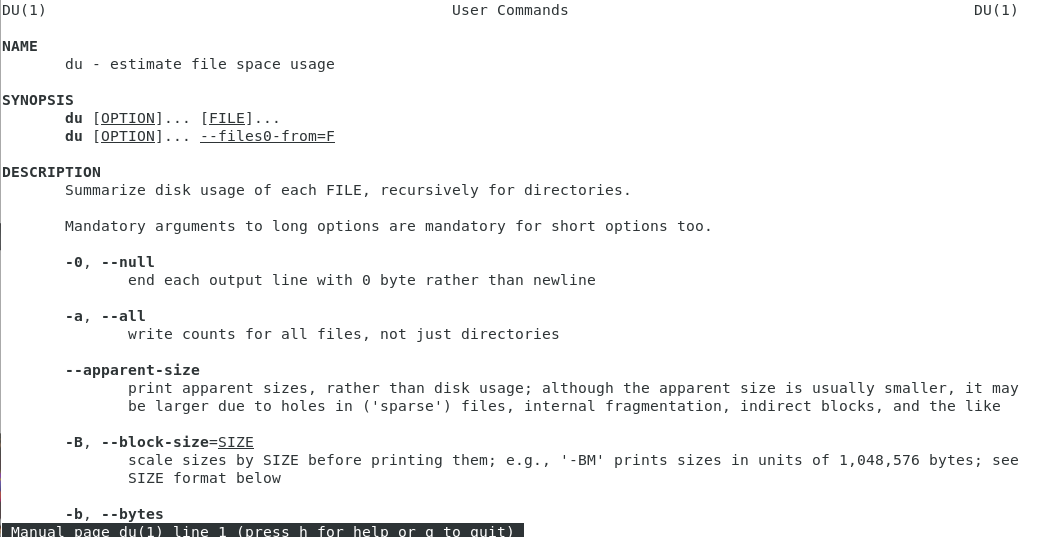 DU(1) User Commands DU(1)
NAME
du - estimate file space usage
SYNOPSIS
du [OPTION]... [FILE]...
du [OPTION]... --files0-from=F
DESCRIPTION
Summarize disk usage of each FILE, recursively for directories.
Mandatory arguments to long options are mandatory for short options too.
-0, --null
end each output line with 0 byte rather than newline
-a, --all
write counts for all files, not just directories
--apparent-size
print apparent sizes, rather than disk usage; although the apparent size is usually smaller, it may
be larger due to holes in ('sparse') files, internal fragmentation, indirect blocks, and the like
-B, --block-size=SIZE
scale sizes by SIZE before printing them; e.g., '-BM' prints sizes in units of 1,048,576 bytes; see
SIZE format below
-b, --bytes
Manual page du(1) line 1 (press h for help or q to quit)